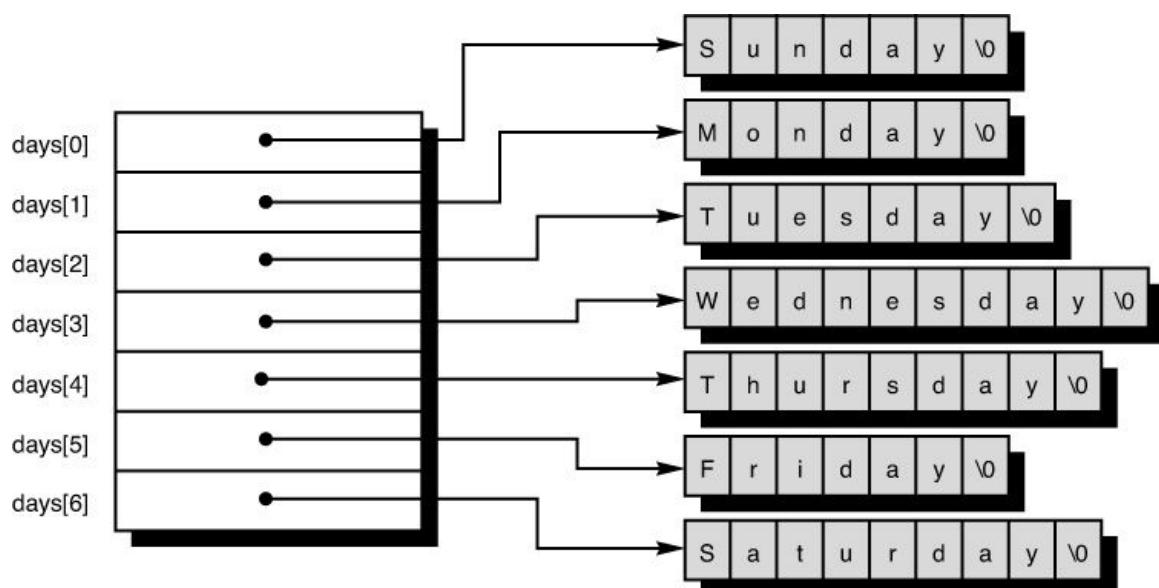 S u n d a y \0
days[0]
M o n d a y \0
days[1]
T u e s d a y \0
days[2]
W e d n e s d a y \0
days[3]
T h u r s d a y \0
days[4]
F r i d a y \0
days[5]
S a t u r d a y \0
days[6]